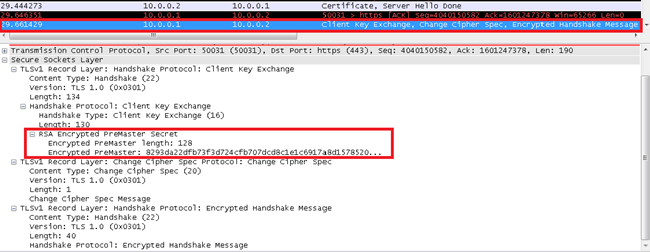 29.444273 10.0.0.2 10.0.0.1 Certificate, Server Hello Done
29.646351 10.0.0.1 10.0.0.2 50031 > https [ACK] Seq=4040150582 Ack=1601247378 Win=65266 Len=0
29.661429 10.0.0.2 10.0.0.1 Client Key Exchange, Change Cipher Spec, Encrypted Handshake Message
Transmission Control Protocol, Src Port: 50031 (50031), Dst Port: https (443), Seq: 4040150582, Ack: 1601247378, Len: 190
Secure Sockets Layer
TLSv1 Record Layer: Handshake Protocol: Client Key Exchange
Content Type: Handshake (22)
Version: TLS 1.0 (0x0301)
Length: 134
Handshake Protocol: Client Key Exchange
Handshake Type: Client Key Exchange (16)
Length: 130
RSA Encrypted PreMaster Secret
Encrypted PreMaster length: 128
Encrypted PreMaster: 8293da22dfb73f3d724cfb707dcd8c1e1c6917a8d1578520...
TLSv1 Record Layer: Change Cipher Spec Protocol: Change Cipher Spec
Content Type: Change Cipher Spec (20)
Version: TLS 1.0 (0x0301)
Length: 1
Change Cipher Spec Message
TLSv1 Record Layer: Handshake Protocol: Encrypted Handshake Message
Content Type: Handshake (22)
Version: TLS 1.0 (0x0301)
Length: 40
Handshake Protocol: Encrypted Handshake Message